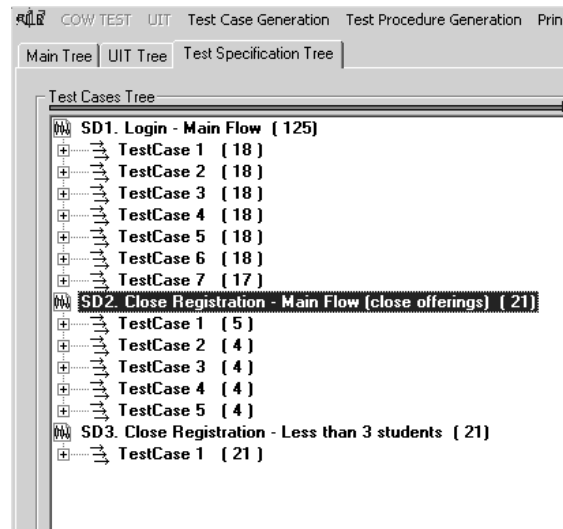 COW TEST UIT Test Case Generation Test Procedure Generation Prin
Main Tree UIT Tree Test Specification Tree
Test Cases Tree
SD1. Login - Main Flow ( 125)
TestCase 1 ( 18 )
TestCase 2 ( 18 )
TestCase 3 ( 18 )
TestCase 4 ( 18 )
TestCase 5 ( 18 )
TestCase 6 ( 18 )
TestCase 7 ( 17 )
SD2. Close Registration - Main Flow (close offerings) ( 21)
TestCase 1 ( 5 )
TestCase 2 ( 4 )
TestCase 3 ( 4 )
TestCase 4 ( 4 )
TestCase 5 ( 4 )
SD3. Close Registration - Less than 3 students ( 21)
TestCase 1 ( 21 )